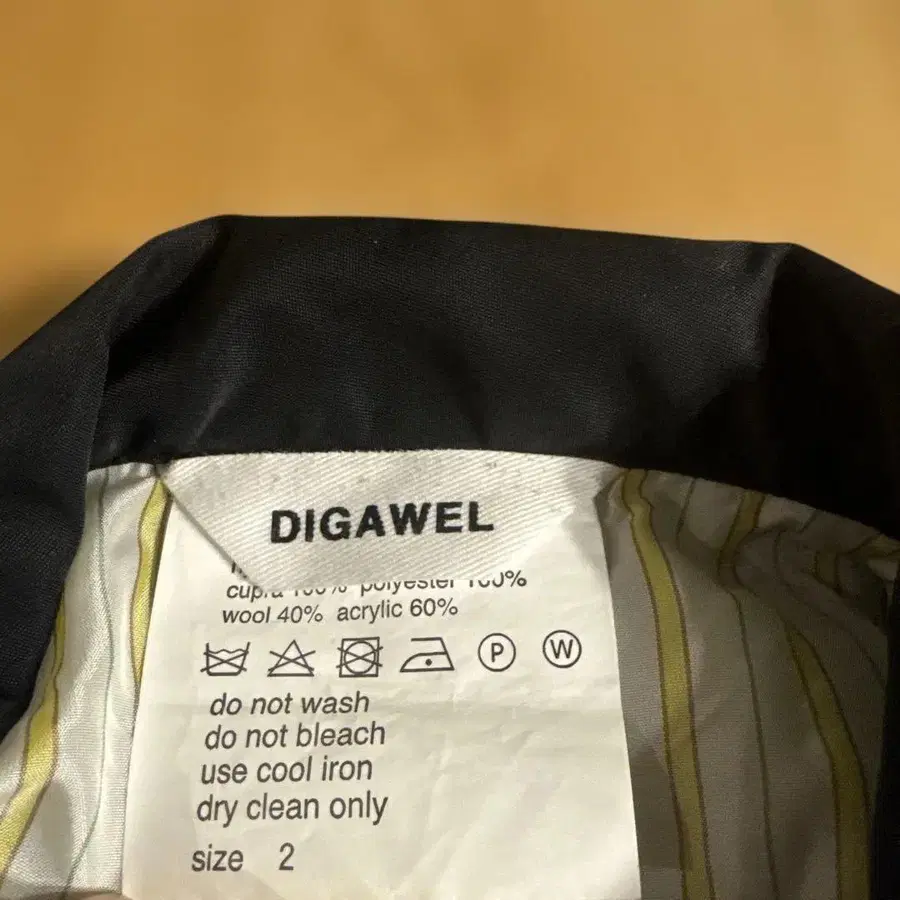 DIGAWEL
cupra 100% polyester 100%
wool 40% acrylic 60%
P W
do not wash
do not bleach
use cool iron
dry clean only
size 2